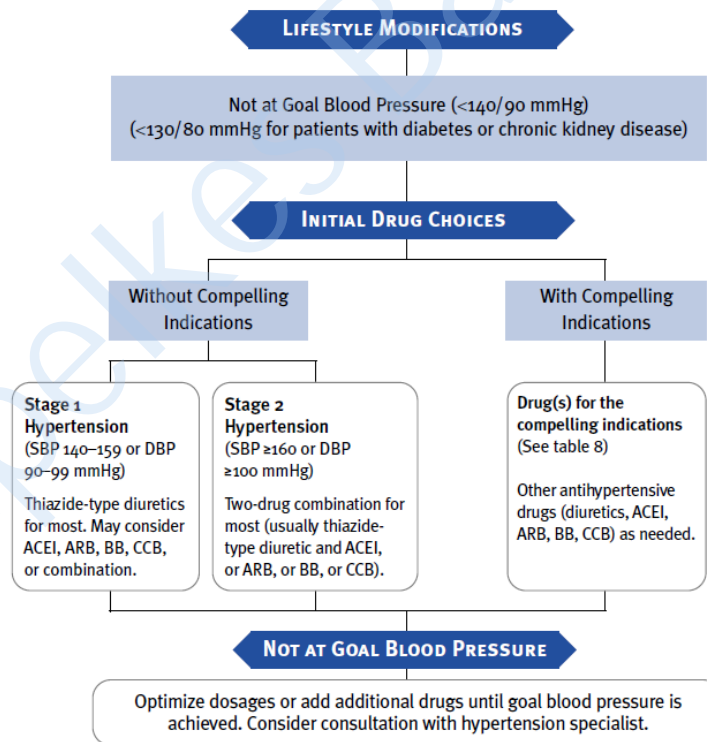 LIFESTYLE MODIFICATIONS
Not at Goal Blood Pressure (<140/90 mmHg)
(<130/80 mmHg for patients with diabetes or chronic kidney disease)
INITIAL DRUG CHOICES
Without Compelling
Indications
With Compelling
Indications
Stage 1
Hypertension
(SBP 140–159 or DBP
90–99 mmHg)
Thiazide-type diuretics
for most. May consider
ACEI, ARB, BB, CCB,
or combination.
Stage 2
Hypertension
(SBP ≥160 or DBP
≥100 mmHg)
Two-drug combination for
most (usually thiazide-
type diuretic and ACEI,
or ARB, or BB, or CCB).
Drug(s) for the
compelling indications
(See table 8)
Other antihypertensive
drugs (diuretics, ACEI,
ARB, BB, CCB) as needed.
NOT AT GOAL BLOOD PRESSURE
Optimize dosages or add additional drugs until goal blood pressure is
achieved. Consider consultation with hypertension specialist.